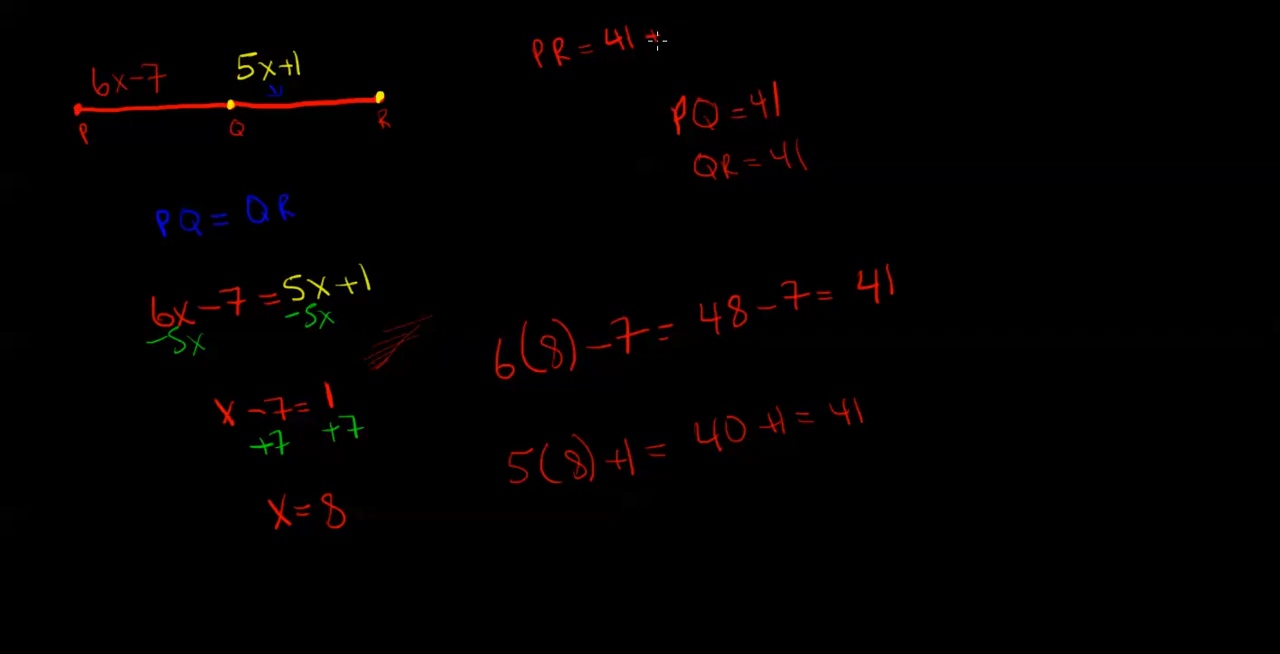 6x-7 5x+1
P Q R
PQ = QR
6x-7 = 5x+1
-5x -5x
x-7=1
+7 +7
x=8
PR = 41 +
PQ = 41
QR = 41
6(8)-7 = 48-7 = 41
5(8)+1 = 40+1 = 41